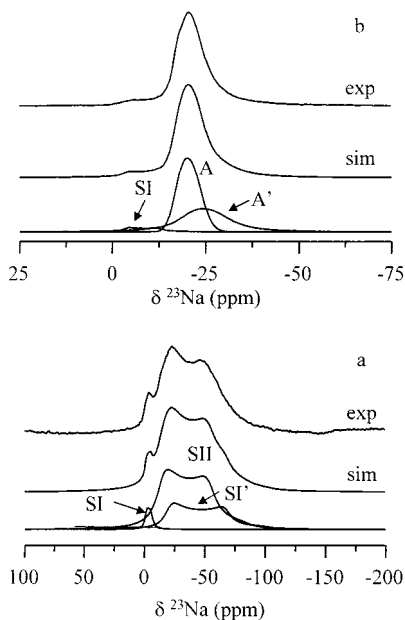 b
exp
sim
SI
A
A'
25 0 -25 -50 -75
δ ²³Na (ppm)
a
exp
sim
SII
SI
SI'
100 50 0 -50 -100 -150 -200
δ ²³Na (ppm)